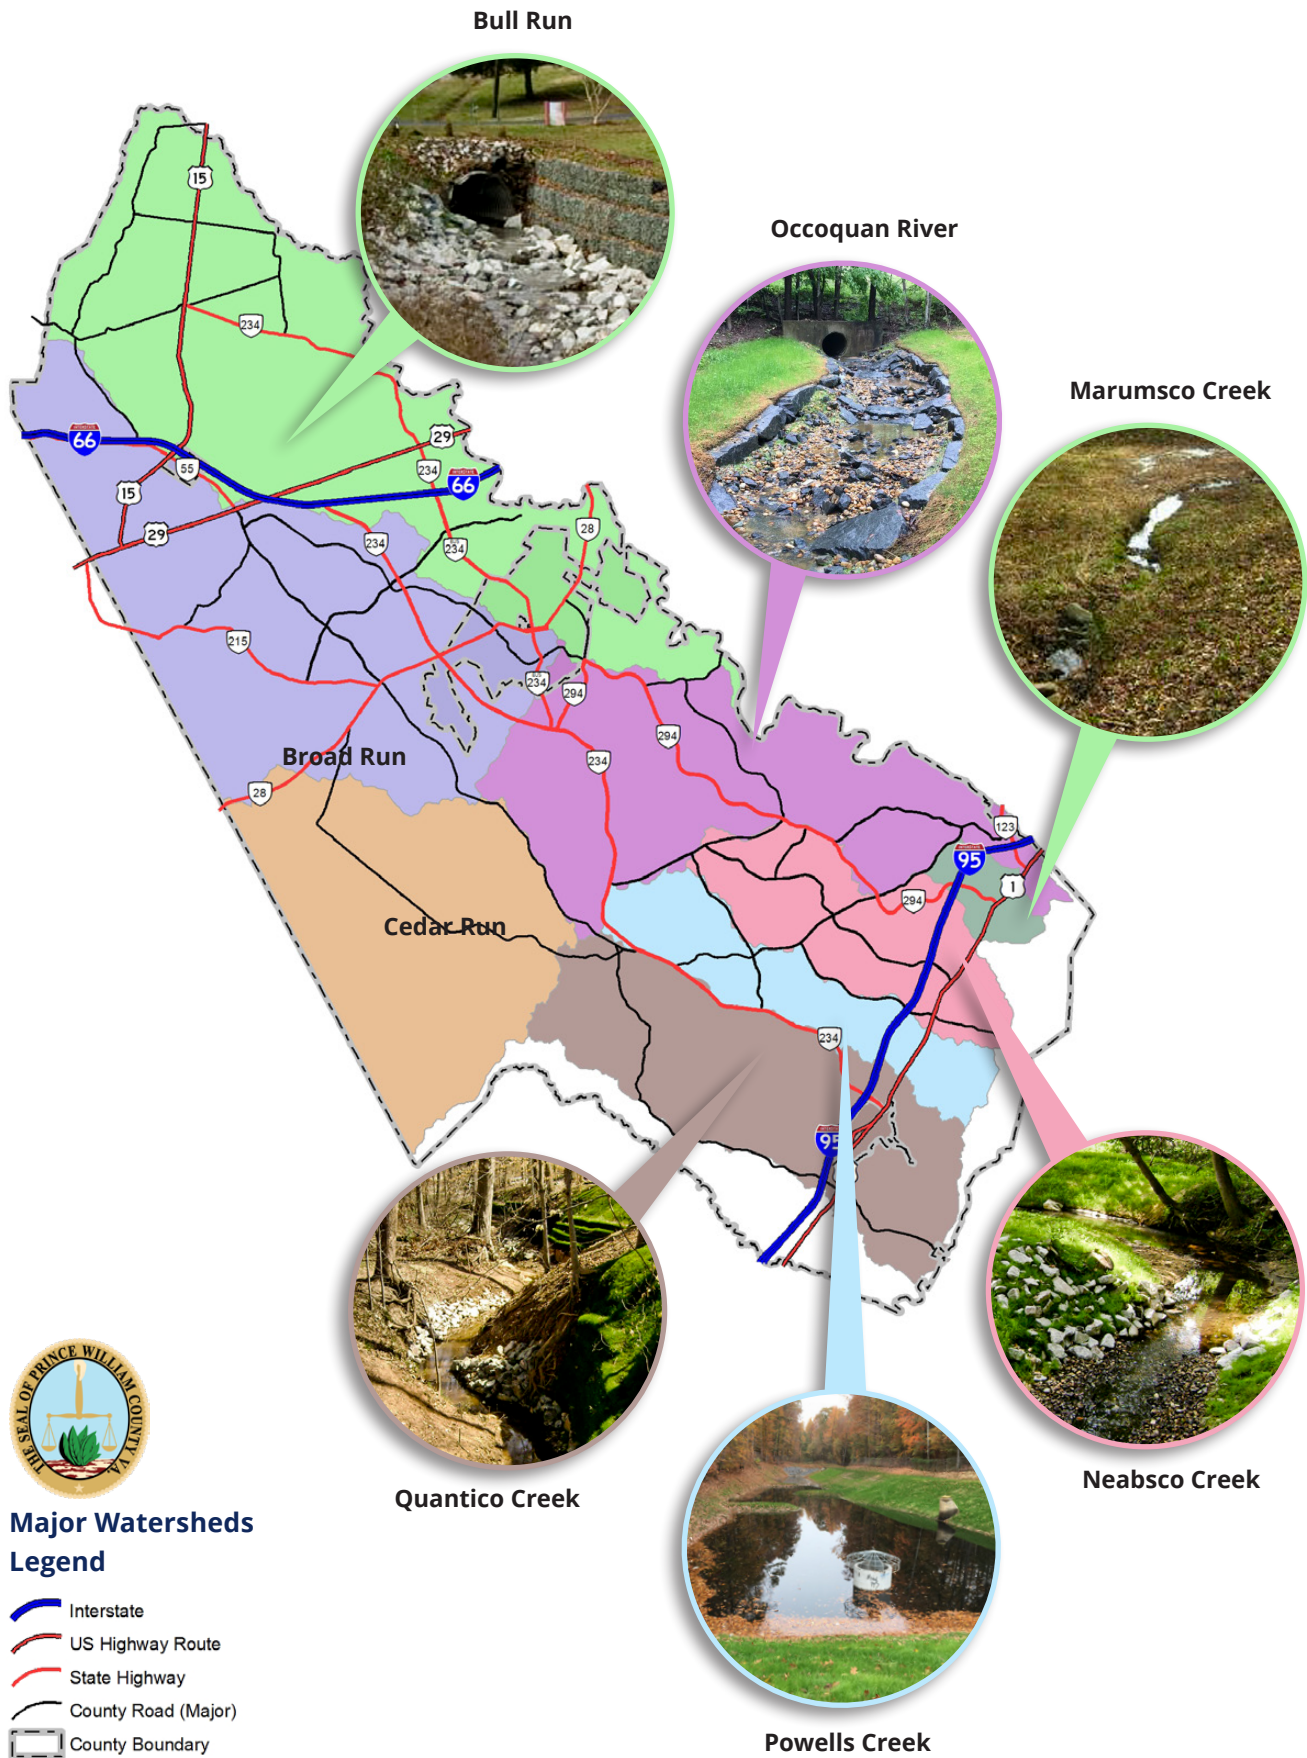 Bull Run
Occoquan River
Marumsco Creek
15
234
66
55
29
234
66
15
29
234
BUS
234
28
215
BUS
234
294
294
234
Broad Run
28
123
95
1
294
Cedar Run
234
95
Quantico Creek
Neabsco Creek
Powells Creek
THE SEAL OF PRINCE WILLIAM COUNTY VA.
Major Watersheds
Legend
Interstate
US Highway Route
State Highway
County Road (Major)
County Boundary